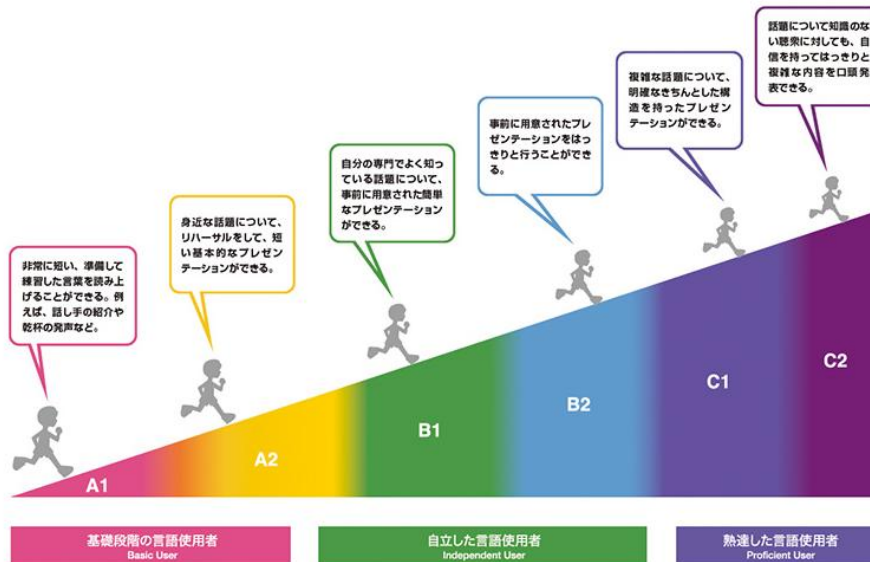 非常に短い、準備して
練習した言葉を読み上
げることができる。例
えば、話し手の紹介や
乾杯の発声など。
身近な話題について、
リハーサルをして、短
い基本的なプレゼン
テーションができる。
自分の専門でよく知っ
ている話題について、
事前に用意された簡単
なプレゼンテーション
ができる。
事前に用意されたプレ
ゼンテーションをはっ
きりと行うことができ
る。
複雑な話題について、
明確なきちんとした構
造を持ったプレゼン
テーションができる。
話題について知識のな
い聴衆に対しても、自
信を持ってはっきりと
複雑な内容を口頭発
表できる。
A1
A2
B1
B2
C1
C2
基礎段階の言語使用者
Basic User
自立した言語使用者
Independent User
熟達した言語使用者
Proficient User